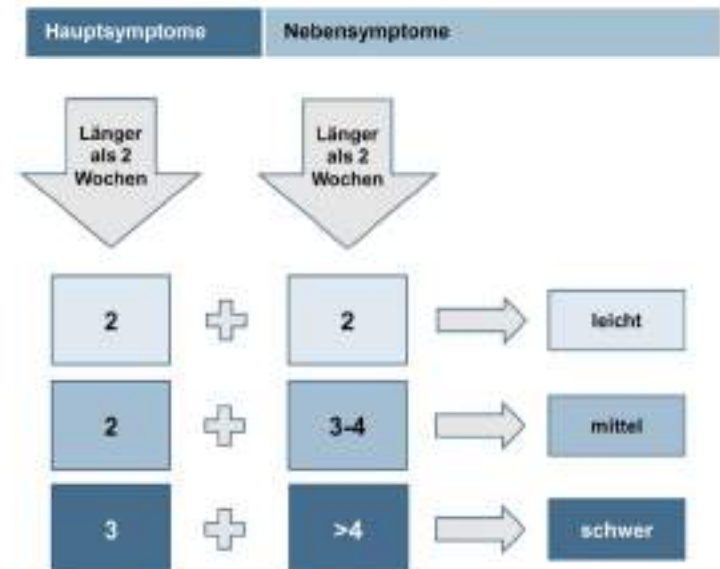 Hauptsymptome Nebensymptome
Länger
als 2
Wochen
Länger
als 2
Wochen
2 + 2 leicht
2 + 3-4 mittel
3 + >4 schwer